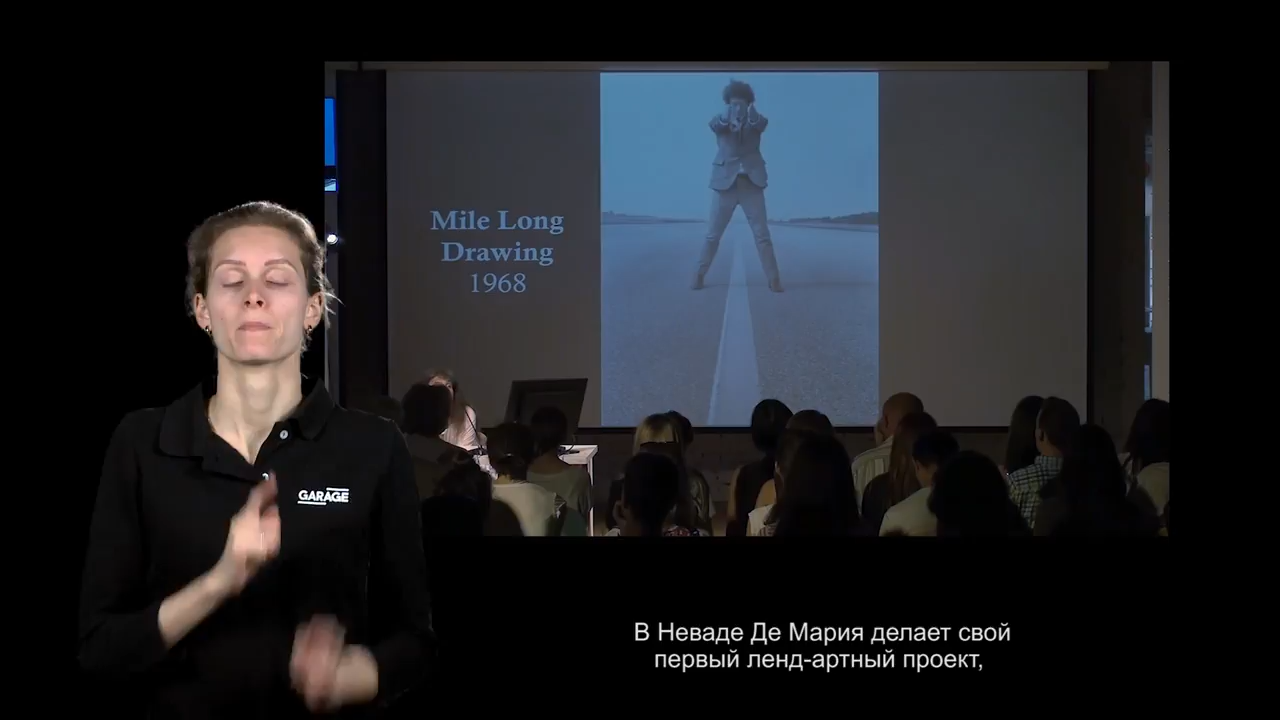 Mile Long
Drawing
1968
GARAGE
В Неваде Де Мария делает свой
первый ленд-артный проект,